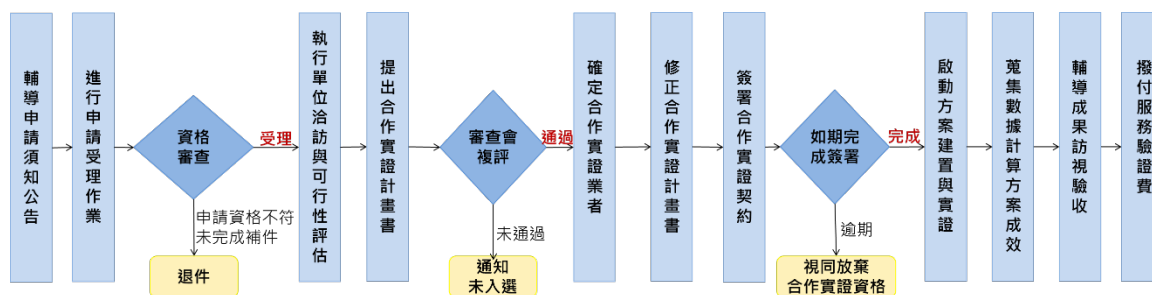 輔導申請須知公告
進行申請受理作業
資格
審查
受理
申請資格不符
未完成補件
退件
執行單位洽訪與可行性評估
提出合作實證計畫書
審查會
複評
通過
未通過
通知
未入選
確定合作實證業者
修正合作實證計畫書
簽署合作實證契約
如期完
成簽署
完成
逾期
視同放棄
合作實證資格
啟動方案建置與實證
蒐集數據計算方案成效
輔導成果訪視驗收
撥付服務驗證費